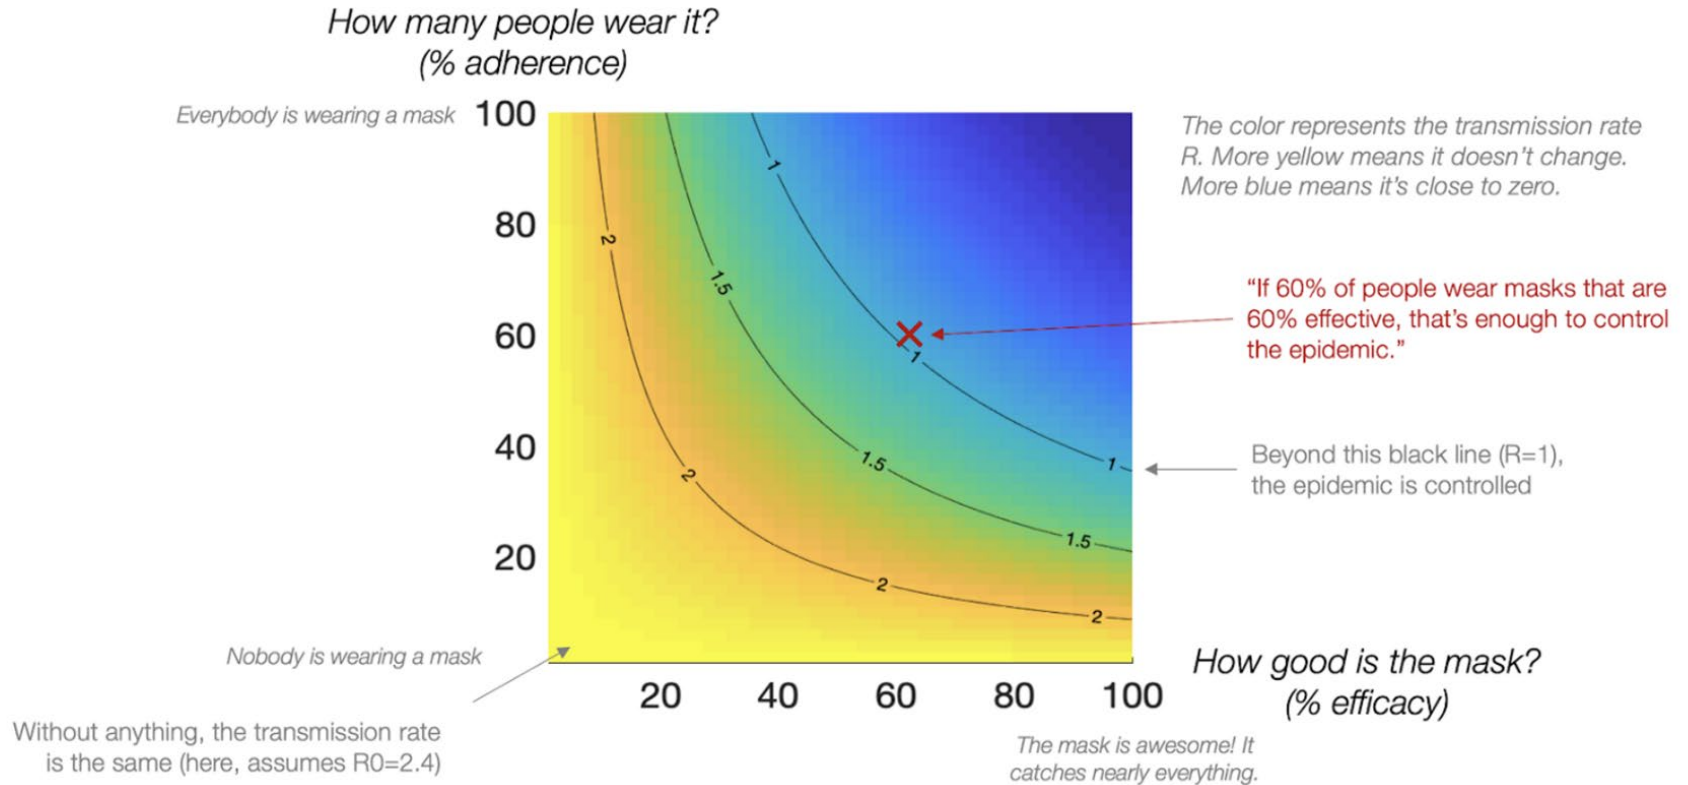 How many people wear it?
(% adherence)
Everybody is wearing a mask
100
80
60
40
20
1
2
1.5
1
1.5
1
2
1.5
2
2
The color represents the transmission rate
R. More yellow means it doesn’t change.
More blue means it’s close to zero.
“If 60% of people wear masks that are
60% effective, that’s enough to control
the epidemic.”
Beyond this black line (R=1),
the epidemic is controlled
Nobody is wearing a mask
Without anything, the transmission rate
is the same (here, assumes R0=2.4)
20 40 60 80 100
How good is the mask?
(% efficacy)
The mask is awesome! It
catches nearly everything.